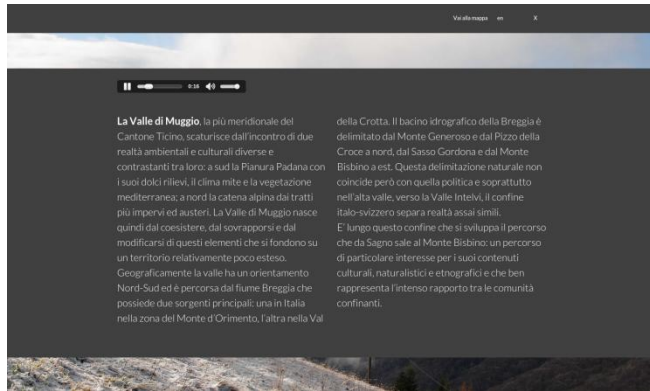 Vai alla mappa en X
0:16
La Valle di Muggio, la più meridionale del
Cantone Ticino, scaturisce dall'incontro di due
realtà ambientali e culturali diverse e
contrastanti tra loro: a sud la Pianura Padana con
i suoi dolci rilievi, il clima mite e la vegetazione
mediterranea; a nord la catena alpina dai tratti
più impervi ed austeri. La Valle di Muggio nasce
quindi dal coesistere, dal sovrapporsi e dal
modificarsi di questi elementi che si fondono su
un territorio relativamente poco esteso.
Geograficamente la valle ha un orientamento
Nord-Sud ed è percorsa dal fiume Breggia che
possiede due sorgenti principali: una in Italia
nella zona del Monte d'Orimento, l'altra nella Val
della Crotta. Il bacino idrografico della Breggia è
delimitato dal Monte Generoso e dal Pizzo della
Croce a nord, dal Sasso Gordona e dal Monte
Bisbino a est. Questa delimitazione naturale non
coincide però con quella politica e soprattutto
nell'alta valle, verso la Valle Intelvi, il confine
italo-svizzero separa realtà assai simili.
E' lungo questo confine che si sviluppa il percorso
che da Sagno sale al Monte Bisbino: un percorso
di particolare interesse per i suoi contenuti
culturali, naturalistici e etnografici e che ben
rappresenta l'intenso rapporto tra le comunità
confinanti.